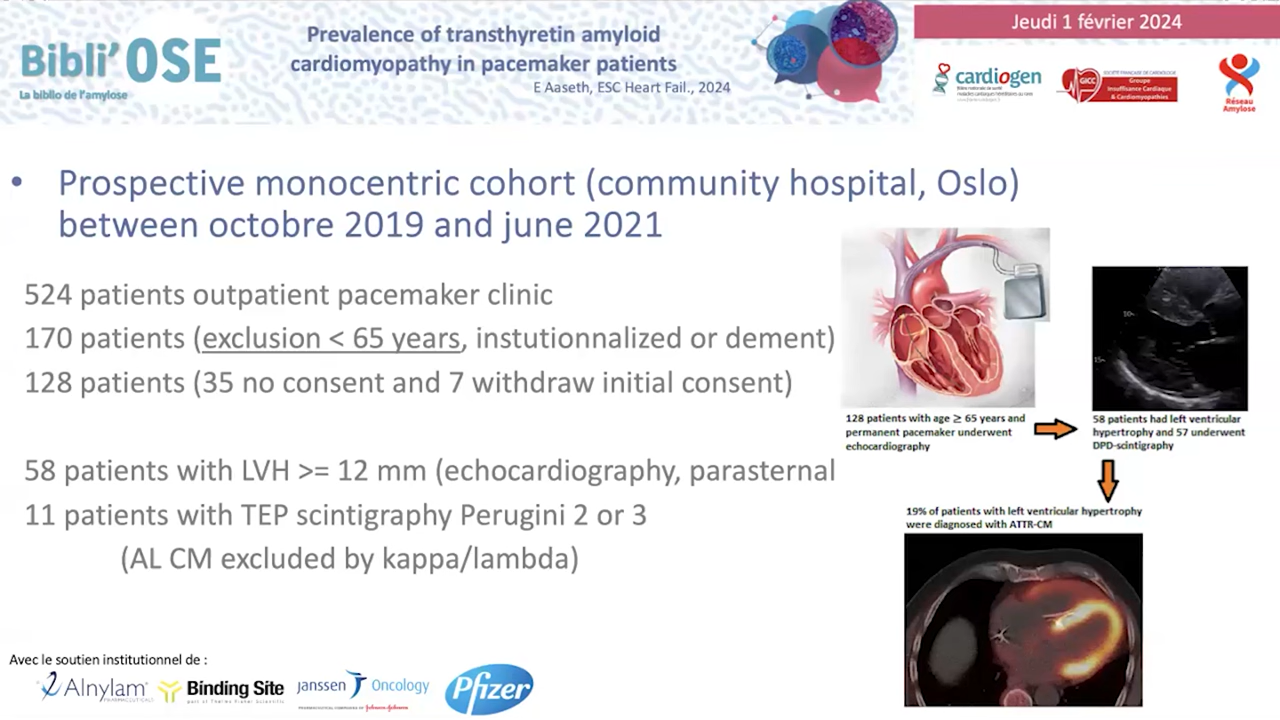 Bibli'OSE
La biblio de l'amylose
Prevalence of transthyretin amyloid
cardiomyopathy in pacemaker patients
E Aaseth, ESC Heart Fail., 2024
Jeudi 1 février 2024
cardiogen
GICC
Groupe
Insuffisance Cardiaque
& Cardiomyopathies
Réseau
Amylose
• Prospective monocentric cohort (community hospital, Oslo)
between octobre 2019 and june 2021
524 patients outpatient pacemaker clinic
170 patients (exclusion < 65 years, instutionnalized or dement)
128 patients (35 no consent and 7 withdraw initial consent)
58 patients with LVH >= 12 mm (echocardiography, parasternal
11 patients with TEP scintigraphy Perugini 2 or 3
(AL CM excluded by kappa/lambda)
128 patients with age ≥ 65 years and
permanent pacemaker underwent
echocardiography
10
15
58 patients had left ventricular
hypertrophy and 57 underwent
DPD-scintigraphy
19% of patients with left ventricular hypertrophy
were diagnosed with ATTR-CM
Avec le soutien institutionnel de :
Alnylam
PHARMACEUTICALS
Binding Site
part of Thermo Fisher Scientific
janssen Oncology
PHARMACEUTICAL COMPANIES OF Johnson-Johnson
Pfizer